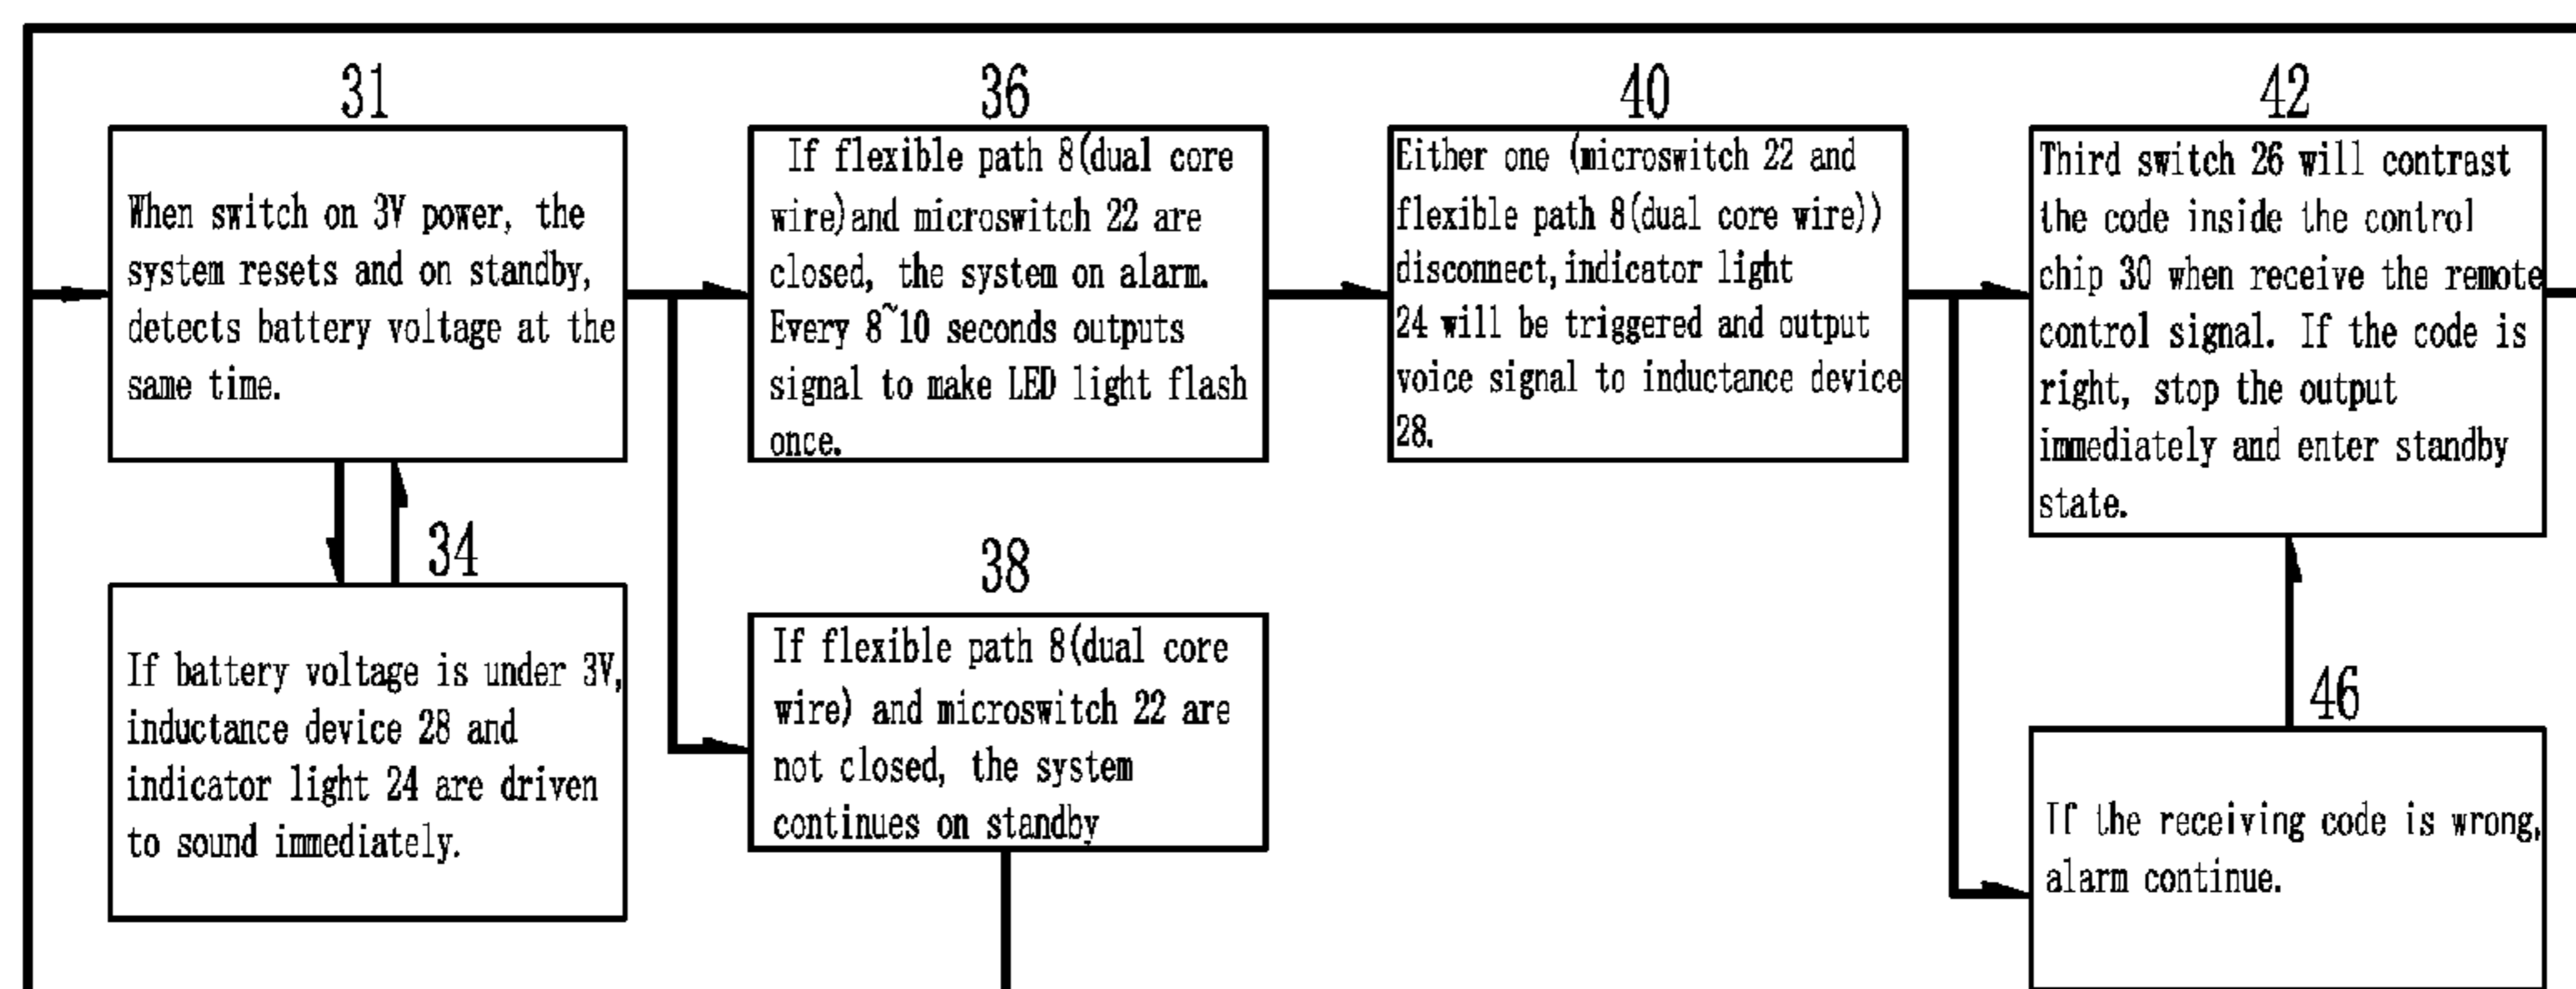 31
When switch on 3V power, the
system resets and on standby,
detects battery voltage at the
same time.
34
If battery voltage is under 3V,
inductance device 28 and
indicator light 24 are driven
to sound immediately.
36
If flexible path 8(dual core
wire)and microswitch 22 are
closed, the system on alarm.
Every 8~10 seconds outputs
signal to make LED light flash
once.
38
If flexible path 8(dual core
wire) and microswitch 22 are
not closed, the system
continues on standby
40
Either one (microswitch 22 and
flexible path 8(dual core wire))
disconnect,indicator light
24 will be triggered and output
voice signal to inductance device
28.
42
Third switch 26 will contrast
the code inside the control
chip 30 when receive the remote
control signal. If the code is
right, stop the output
immediately and enter standby
state.
46
If the receiving code is wrong,
alarm continue.